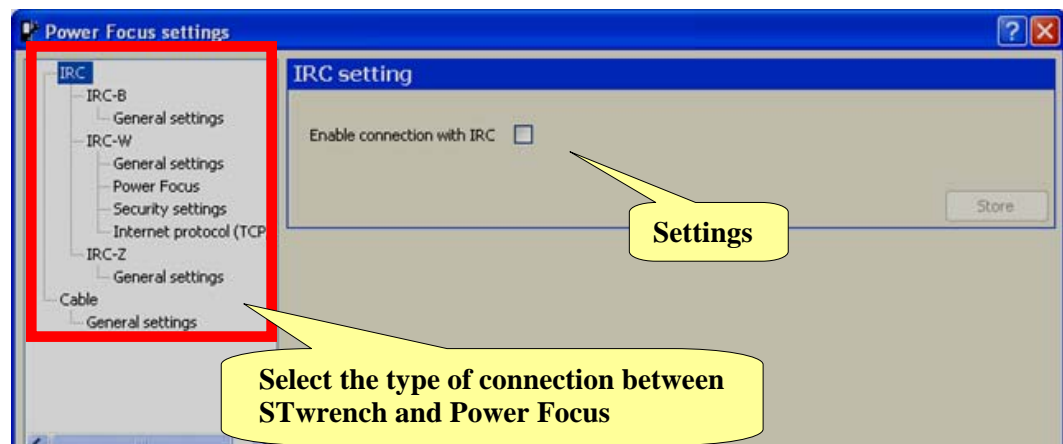 Power Focus settings
IRC
IRC-B
General settings
IRC-W
General settings
Power Focus
Security settings
Internet protocol (TCP
IRC-Z
General settings
Cable
General settings
IRC setting
Enable connection with IRC
Store
Settings
Select the type of connection between
STwrench and Power Focus